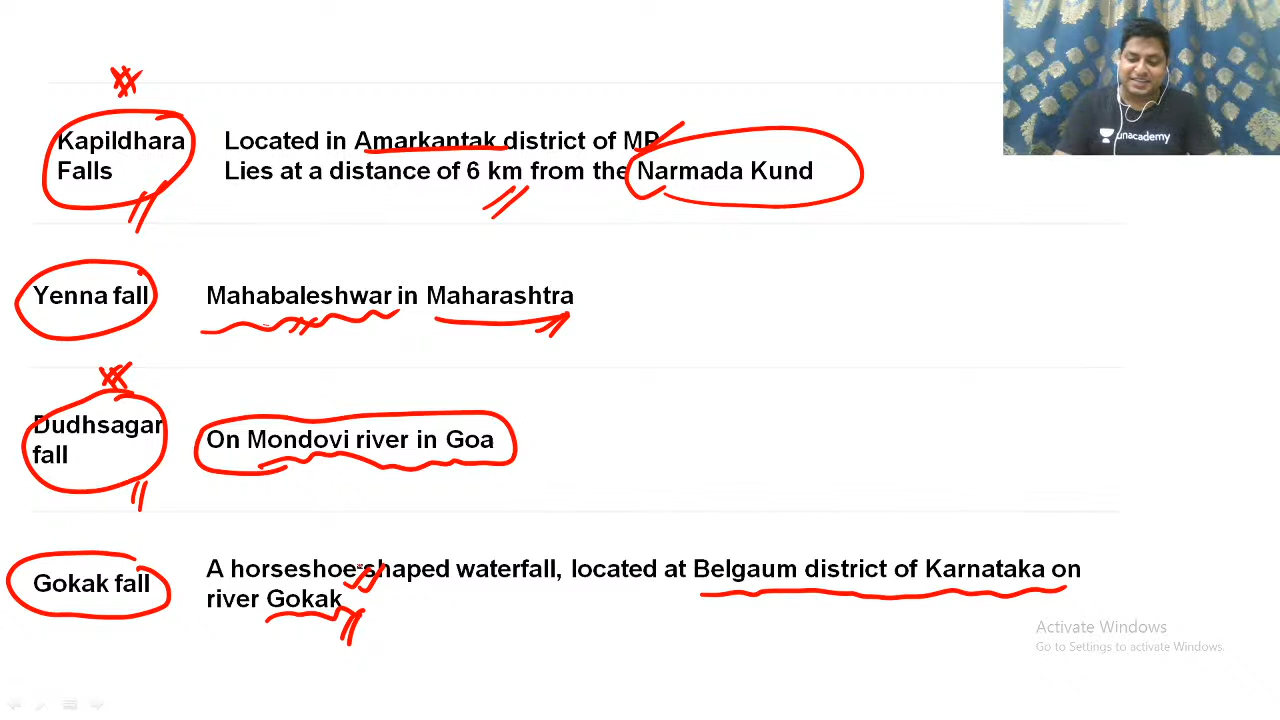 Kapildhara
Falls
Located in Amarkantak district of MP
Lies at a distance of 6 km from the Narmada Kund
unacademy
Yenna fall
Mahabaleshwar in Maharashtra
Dudhsagar
fall
On Mondovi river in Goa
Gokak fall
A horseshoe-shaped waterfall, located at Belgaum district of Karnataka on
river Gokak
Activate Windows
Go to Settings to activate Windows.